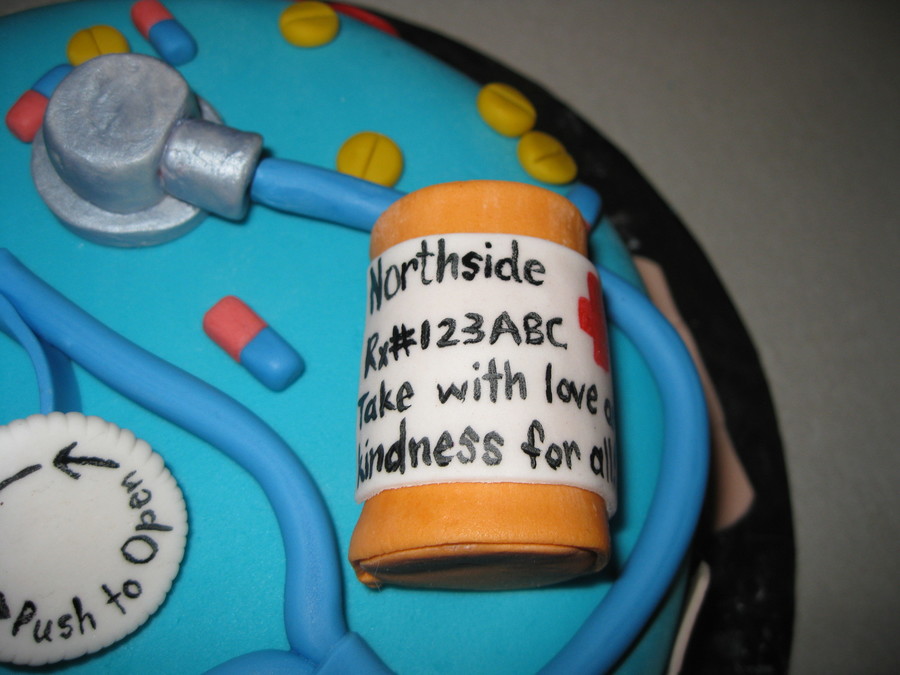 Northside
Rx#123ABC
Take with love
kindness for all
Push to Open